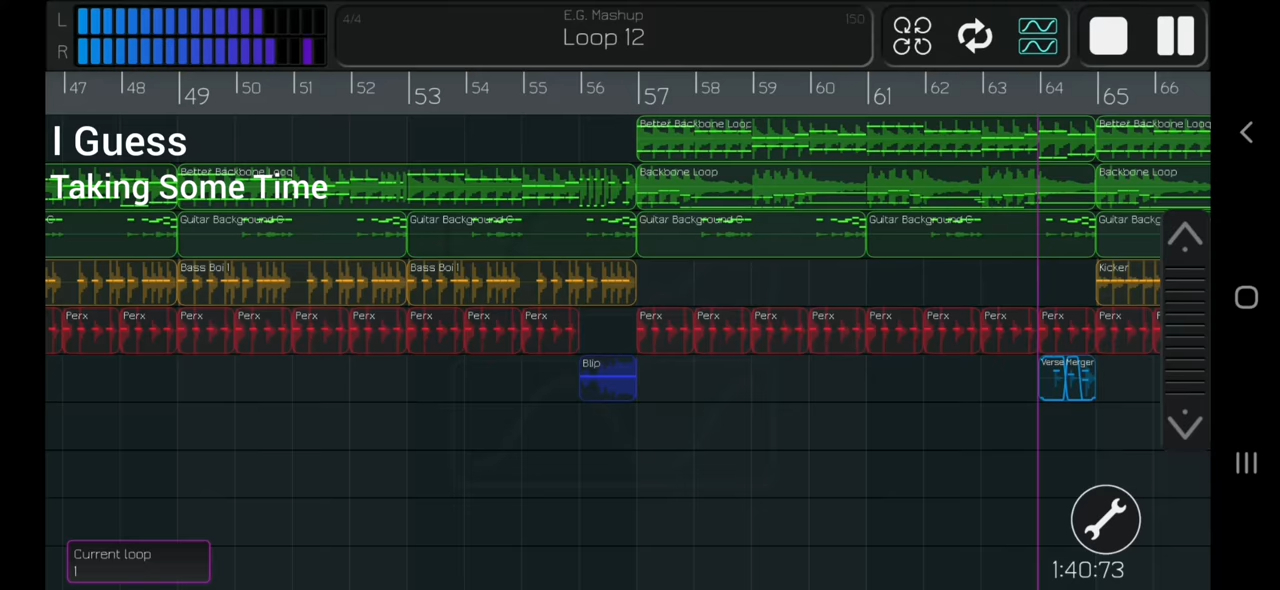 L
R
4/4
E.G. Mashup
150
Loop 12
47 48 49 50 51 52 53 54 55 56 57 58 59 60 61 62 63 64 65 66
Better Backbone Loop Better Backbone Loop
I Guess
Better Backbone Loop Backbone Loop Backbone Loop
Taking Some Time
C Guitar Background C Guitar Background C Guitar Background C Guitar Background C Guitar Backg
Bass Boi 1 Bass Boi 1 Kicker
Perx Perx Perx Perx Perx Perx Perx Perx Perx Perx Perx Perx Perx Perx Perx Perx Perx Perx
Blip Verse Merger
Current loop
1
1:40:73